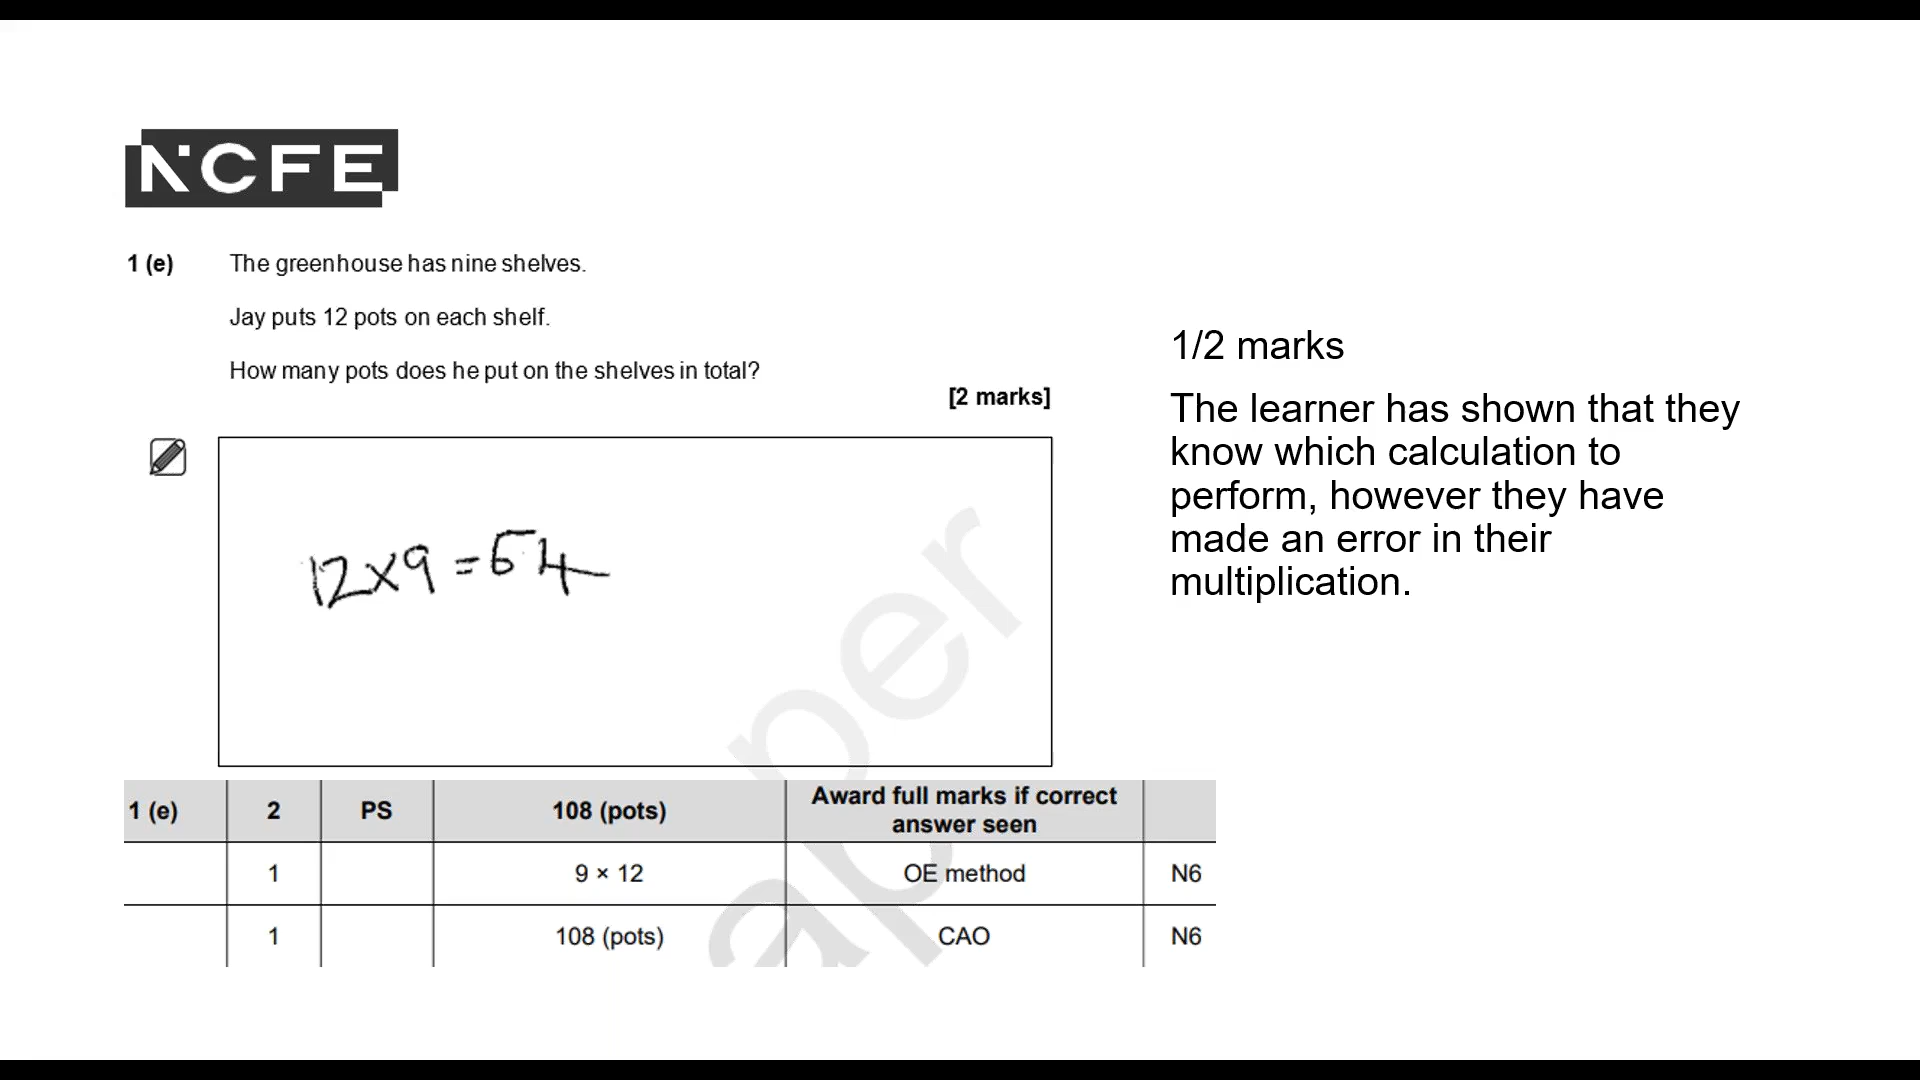 NCFE
1 (e) The greenhouse has nine shelves.
Jay puts 12 pots on each shelf.
How many pots does he put on the shelves in total?
[2 marks]
12 x 9 = 54
1/2 marks
The learner has shown that they
know which calculation to
perform, however they have
made an error in their
multiplication.
1 (e) 2 PS 108 (pots) Award full marks if correct answer seen
1 9 × 12 OE method N6
1 108 (pots) CAO N6
aper